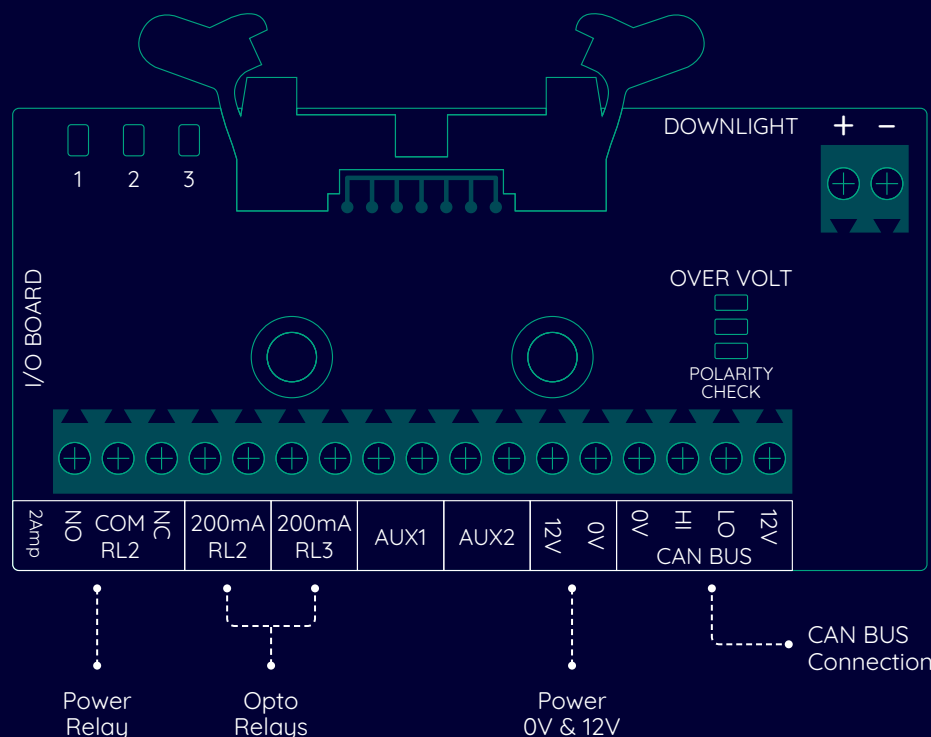 DOWNLIGHT + -
1 2 3
I/O BOARD
OVER VOLT
POLARITY
CHECK
2Amp
NO
COM
RL2
NC
200mA
RL2
200mA
RL3
AUX1
AUX2
12V
0V
0V
HI
LO
12V
CAN BUS
CAN BUS
Connection
Power
Relay
Opto
Relays
Power
0V & 12V